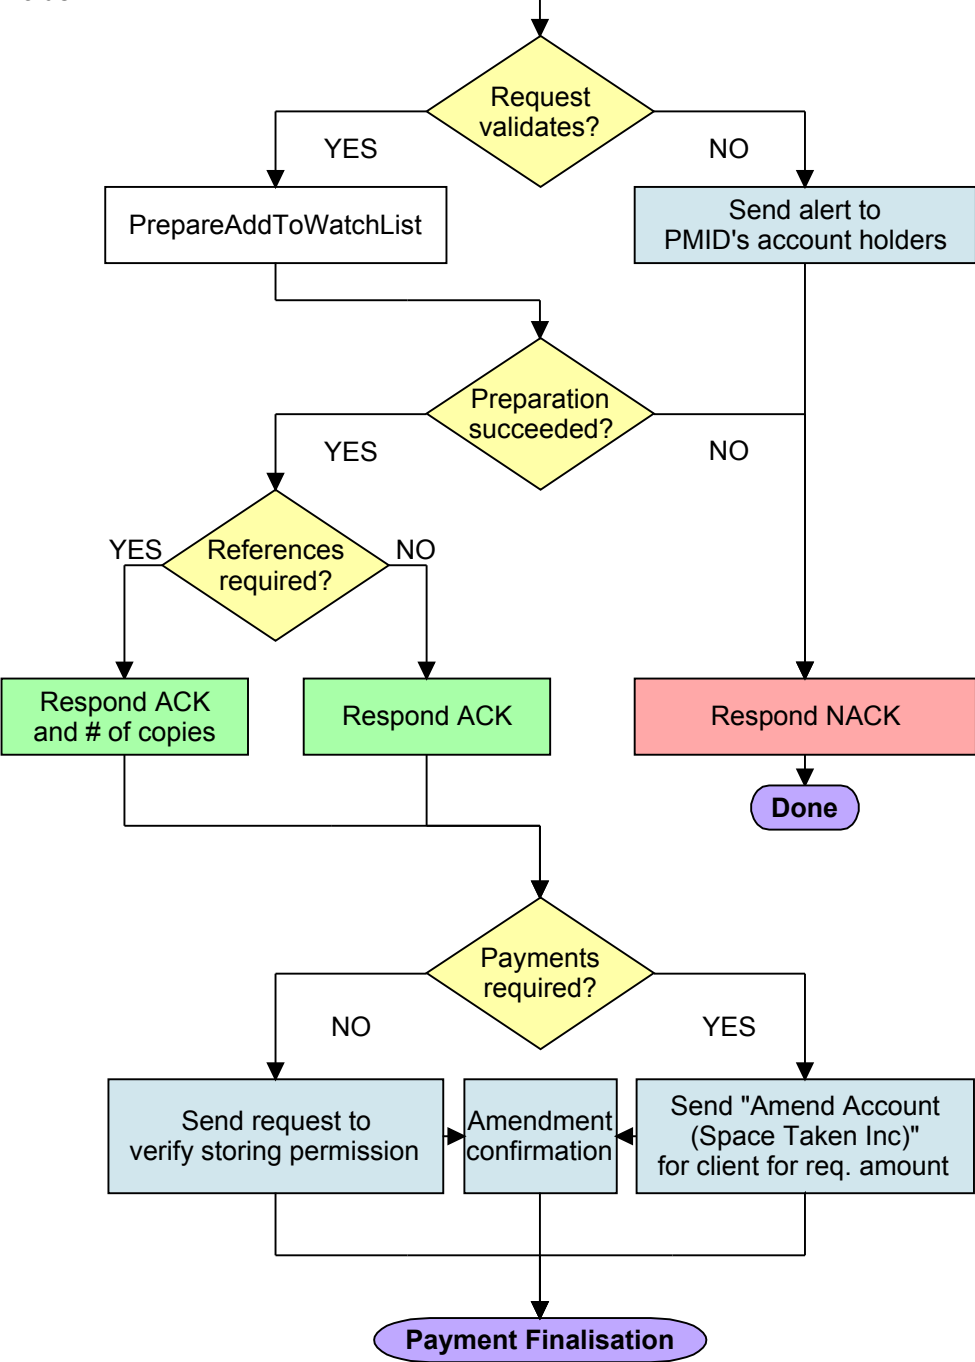 Request
validates?
YES
NO
PrepareAddToWatchList
Send alert to
PMID's account holders
Preparation
succeeded?
YES
NO
References
required?
YES
NO
Respond ACK
and # of copies
Respond ACK
Respond NACK
Done
Payments
required?
NO
YES
Send request to
verify storing permission
Amendment
confirmation
Send "Amend Account
(Space Taken Inc)"
for client for req. amount
Payment Finalisation